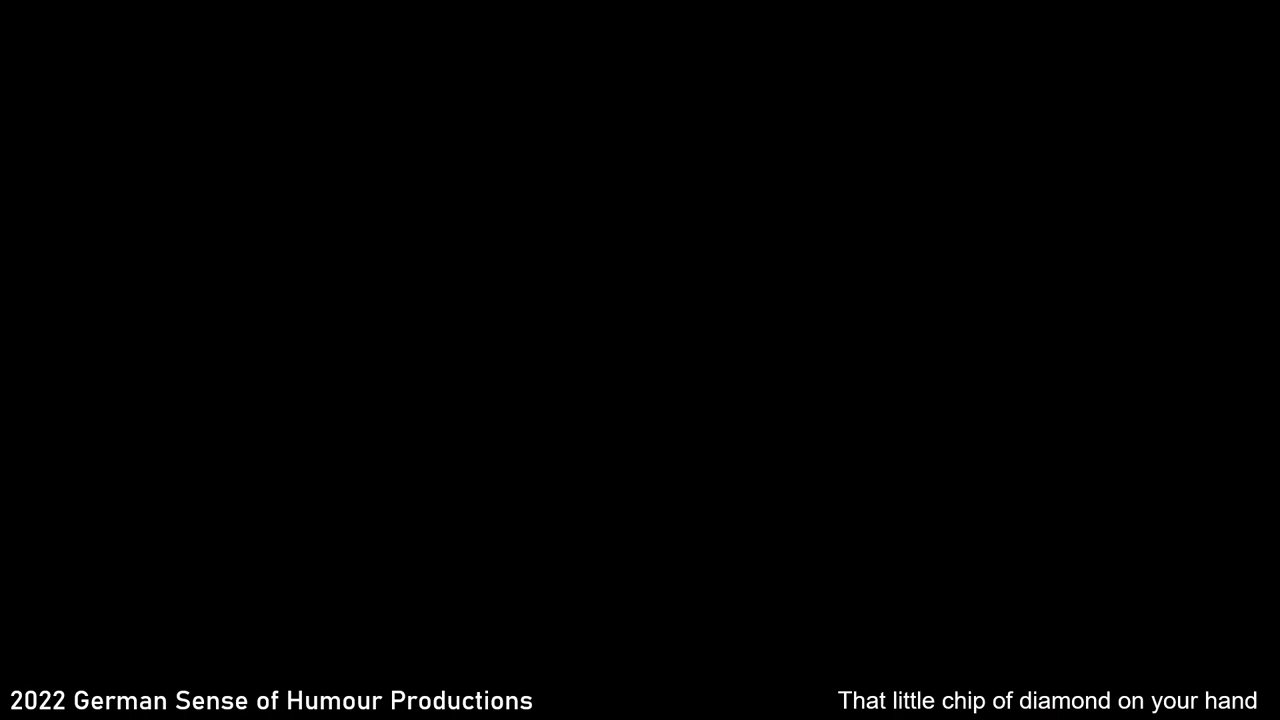 2022 German Sense of Humour Productions
That little chip of diamond on your hand